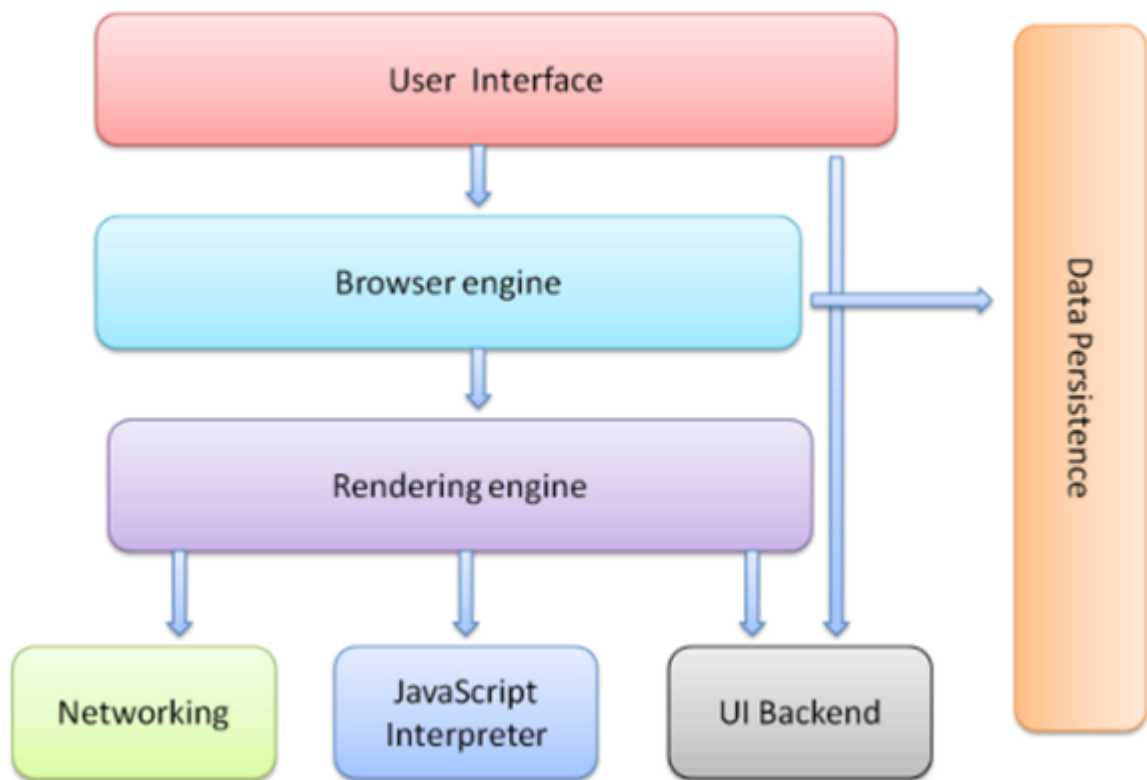 User Interface
Browser engine
Data Persistence
Rendering engine
Networking
JavaScript
Interpreter
UI Backend